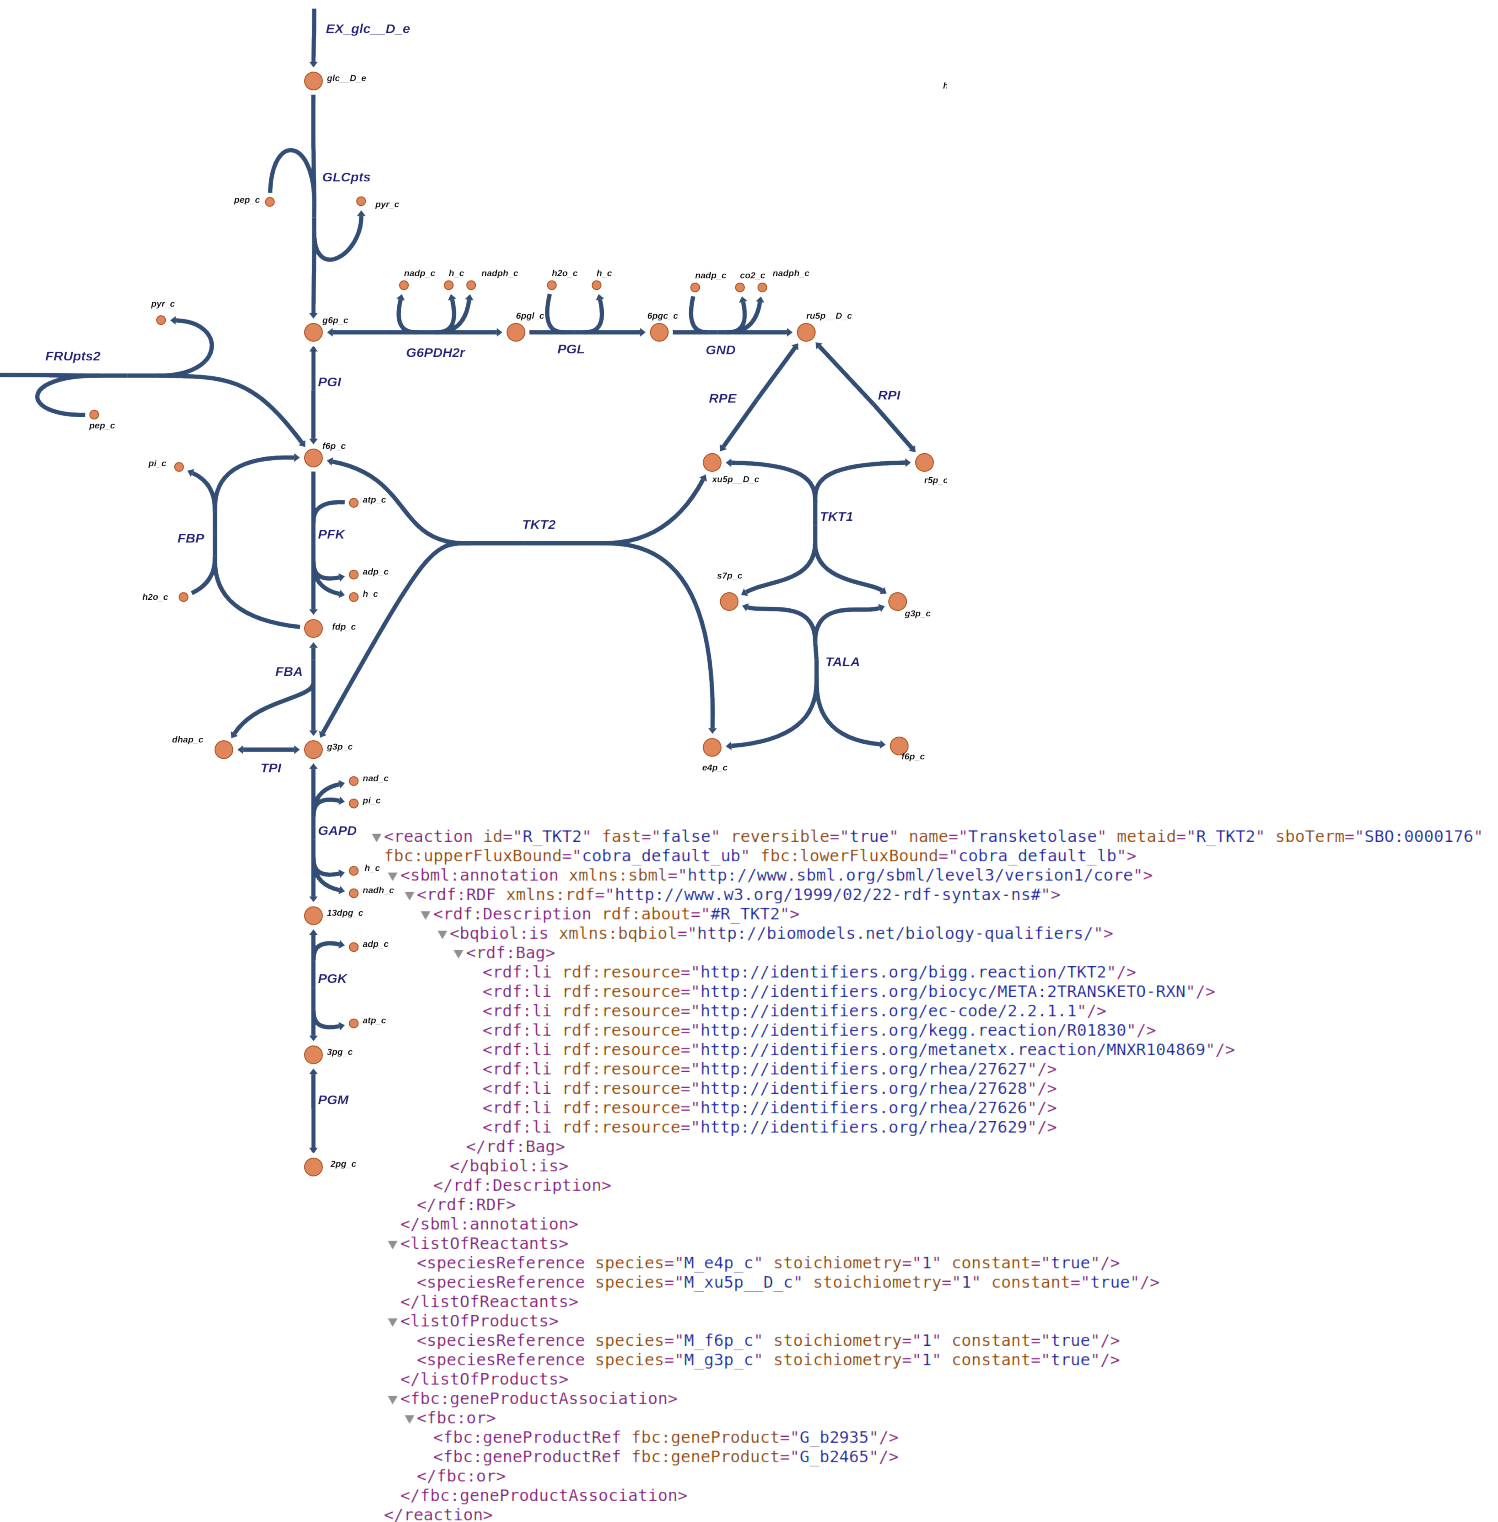 EX_glc__D_e
glc__D_e
GLCpts
pep_c
pyr_c
nadp_c h_c nadph_c h2o_c h_c nadp_c co2_c nadph_c
pyr_c
g6p_c
6pgl_c
6pgc_c
ru5p__D_c
G6PDH2r
PGL
GND
FRUpts2
PGI
RPE
RPI
pep_c
f6p_c
pi_c
xu5p__D_c
r5p_c
atp_c
FBP
PFK
TKT2
TKT1
adp_c
s7p_c
h2o_c
h_c
g3p_c
fdp_c
FBA
TALA
dhap_c
g3p_c
TPI
e4p_c
f6p_c
nad_c
pi_c
GAPD
h_c
nadh_c
13dpg_c
adp_c
PGK
atp_c
3pg_c
PGM
2pg_c
<reaction id="R_TKT2" fast="false" reversible="true" name="Transketolase" metaid="R_TKT2" sboTerm="SBO:0000176"
fbc:upperFluxBound="cobra_default_ub" fbc:lowerFluxBound="cobra_default_lb">
<sbml:annotation xmlns:sbml="http://www.sbml.org/sbml/level3/version1/core">
<rdf:RDF xmlns:rdf="http://www.w3.org/1999/02/22-rdf-syntax-ns#">
<rdf:Description rdf:about="#R_TKT2">
<bqbiol:is xmlns:bqbiol="http://biomodels.net/biology-qualifiers/">
<rdf:Bag>
<rdf:li rdf:resource="http://identifiers.org/bigg.reaction/TKT2"/>
<rdf:li rdf:resource="http://identifiers.org/biocyc/META:2TRANSKETO-RXN"/>
<rdf:li rdf:resource="http://identifiers.org/ec-code/2.2.1.1"/>
<rdf:li rdf:resource="http://identifiers.org/kegg.reaction/R01830"/>
<rdf:li rdf:resource="http://identifiers.org/metanetx.reaction/MNXR104869"/>
<rdf:li rdf:resource="http://identifiers.org/rhea/27627"/>
<rdf:li rdf:resource="http://identifiers.org/rhea/27628"/>
<rdf:li rdf:resource="http://identifiers.org/rhea/27626"/>
<rdf:li rdf:resource="http://identifiers.org/rhea/27629"/>
</rdf:Bag>
</bqbiol:is>
</rdf:Description>
</rdf:RDF>
</sbml:annotation>
<listOfReactants>
<speciesReference species="M_e4p_c" stoichiometry="1" constant="true"/>
<speciesReference species="M_xu5p__D_c" stoichiometry="1" constant="true"/>
</listOfReactants>
<listOfProducts>
<speciesReference species="M_f6p_c" stoichiometry="1" constant="true"/>
<speciesReference species="M_g3p_c" stoichiometry="1" constant="true"/>
</listOfProducts>
<fbc:geneProductAssociation>
<fbc:or>
<fbc:geneProductRef fbc:geneProduct="G_b2935"/>
<fbc:geneProductRef fbc:geneProduct="G_b2465"/>
</fbc:or>
</fbc:geneProductAssociation>
</reaction>